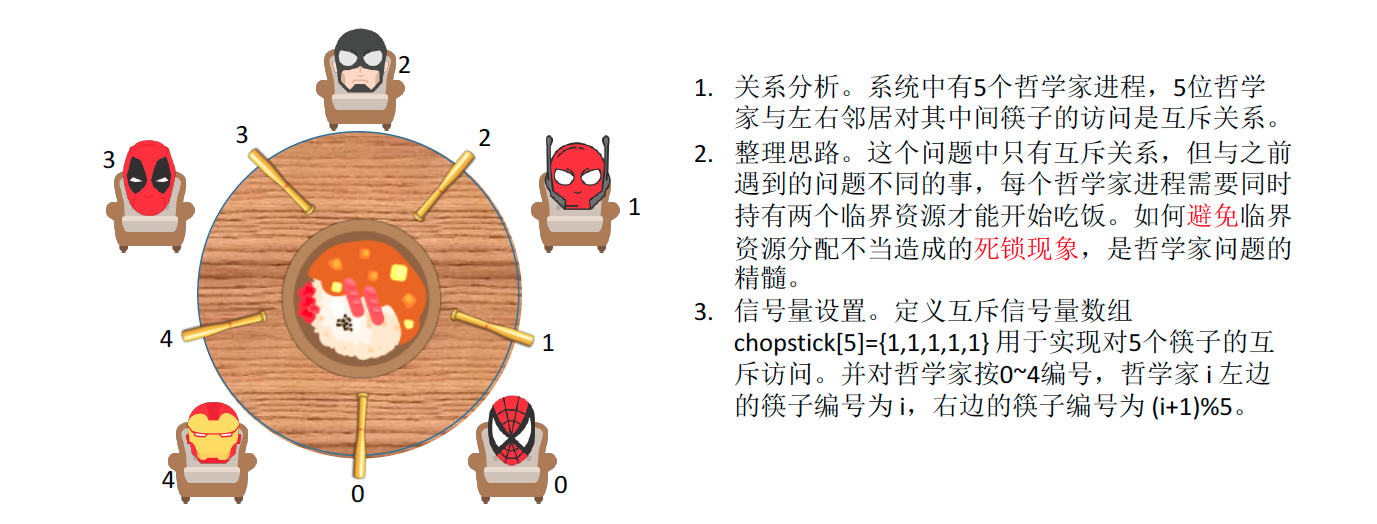 2
3
2
3
1
4
1
4
0
0
1. 关系分析。系统中有5个哲学家进程，5位哲学
家与左右邻居对其中间筷子的访问是互斥关系。
2. 整理思路。这个问题中只有互斥关系，但与之前
遇到的问题不同的事，每个哲学家进程需要同时
持有两个临界资源才能开始吃饭。如何避免临界
资源分配不当造成的死锁现象，是哲学家问题的
精髓。
3. 信号量设置。定义互斥信号量数组
chopstick[5]={1,1,1,1,1} 用于实现对5个筷子的互
斥访问。并对哲学家按0~4编号，哲学家 i 左边
的筷子编号为 i，右边的筷子编号为 (i+1)%5。